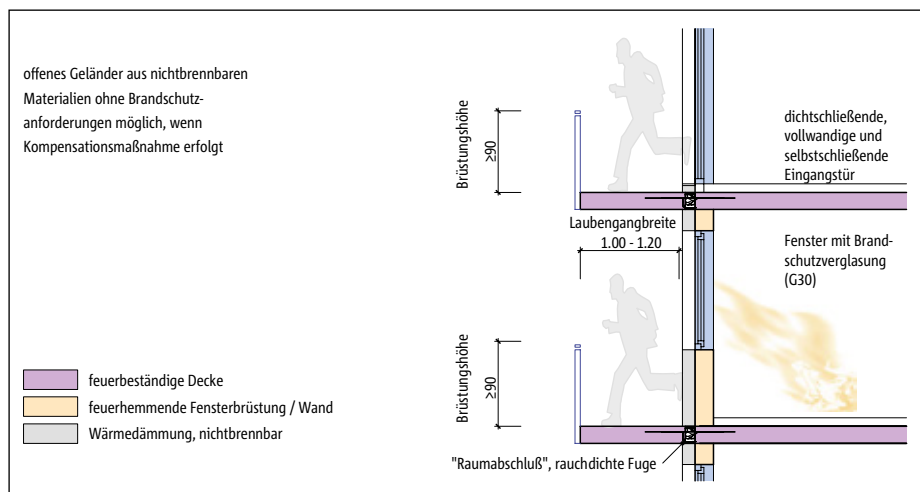 offenes Geländer aus nichtbrennbaren
Materialien ohne Brandschutz-
anforderungen möglich, wenn
Kompensationsmaßnahme erfolgt
Brüstungshöhe
≥90
dichtschließende,
vollwandige und
selbstschließende
Eingangstür
Laubengangbreite
1.00 - 1.20
Fenster mit Brand-
schutzverglasung
(G30)
Brüstungshöhe
≥90
feuerbeständige Decke
feuerhemmende Fensterbrüstung / Wand
Wärmedämmung, nichtbrennbar
"Raumabschluß", rauchdichte Fuge